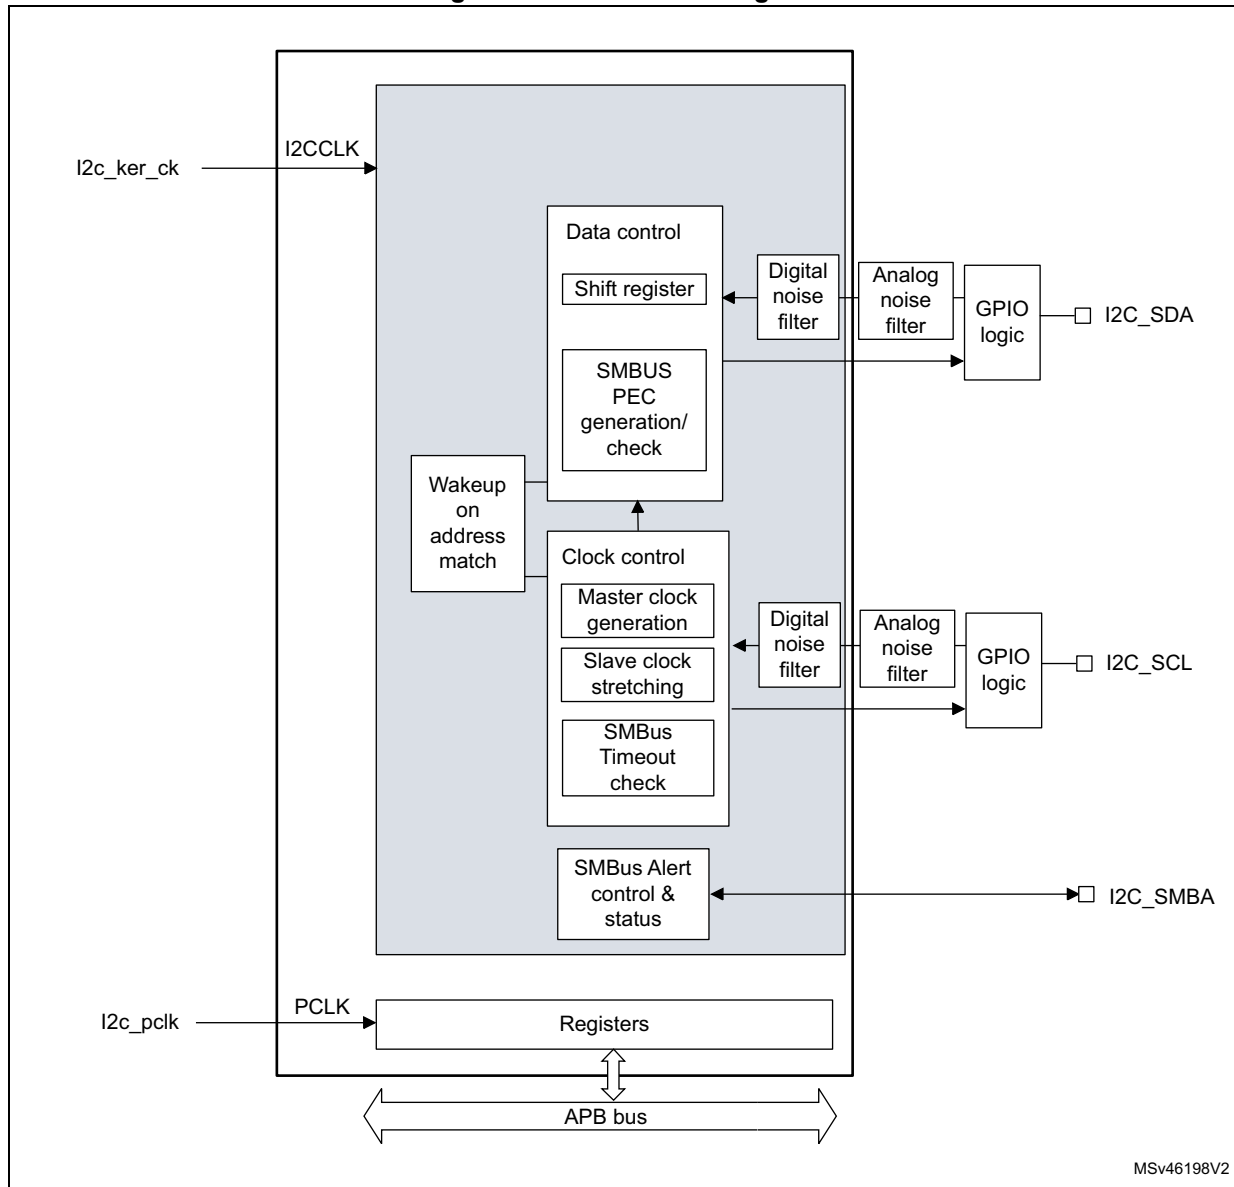 I2CCLK
I2c_ker_ck
Data control
Shift register
SMBUS
PEC
generation/
check
Digital
noise
filter
Analog
noise
filter
GPIO
logic
I2C_SDA
Wakeup
on
address
match
Clock control
Master clock
generation
Slave clock
stretching
SMBus
Timeout
check
Digital
noise
filter
Analog
noise
filter
GPIO
logic
I2C_SCL
SMBus Alert
control &
status
I2C_SMBA
PCLK
I2c_pclk
Registers
APB bus
MSv46198V2